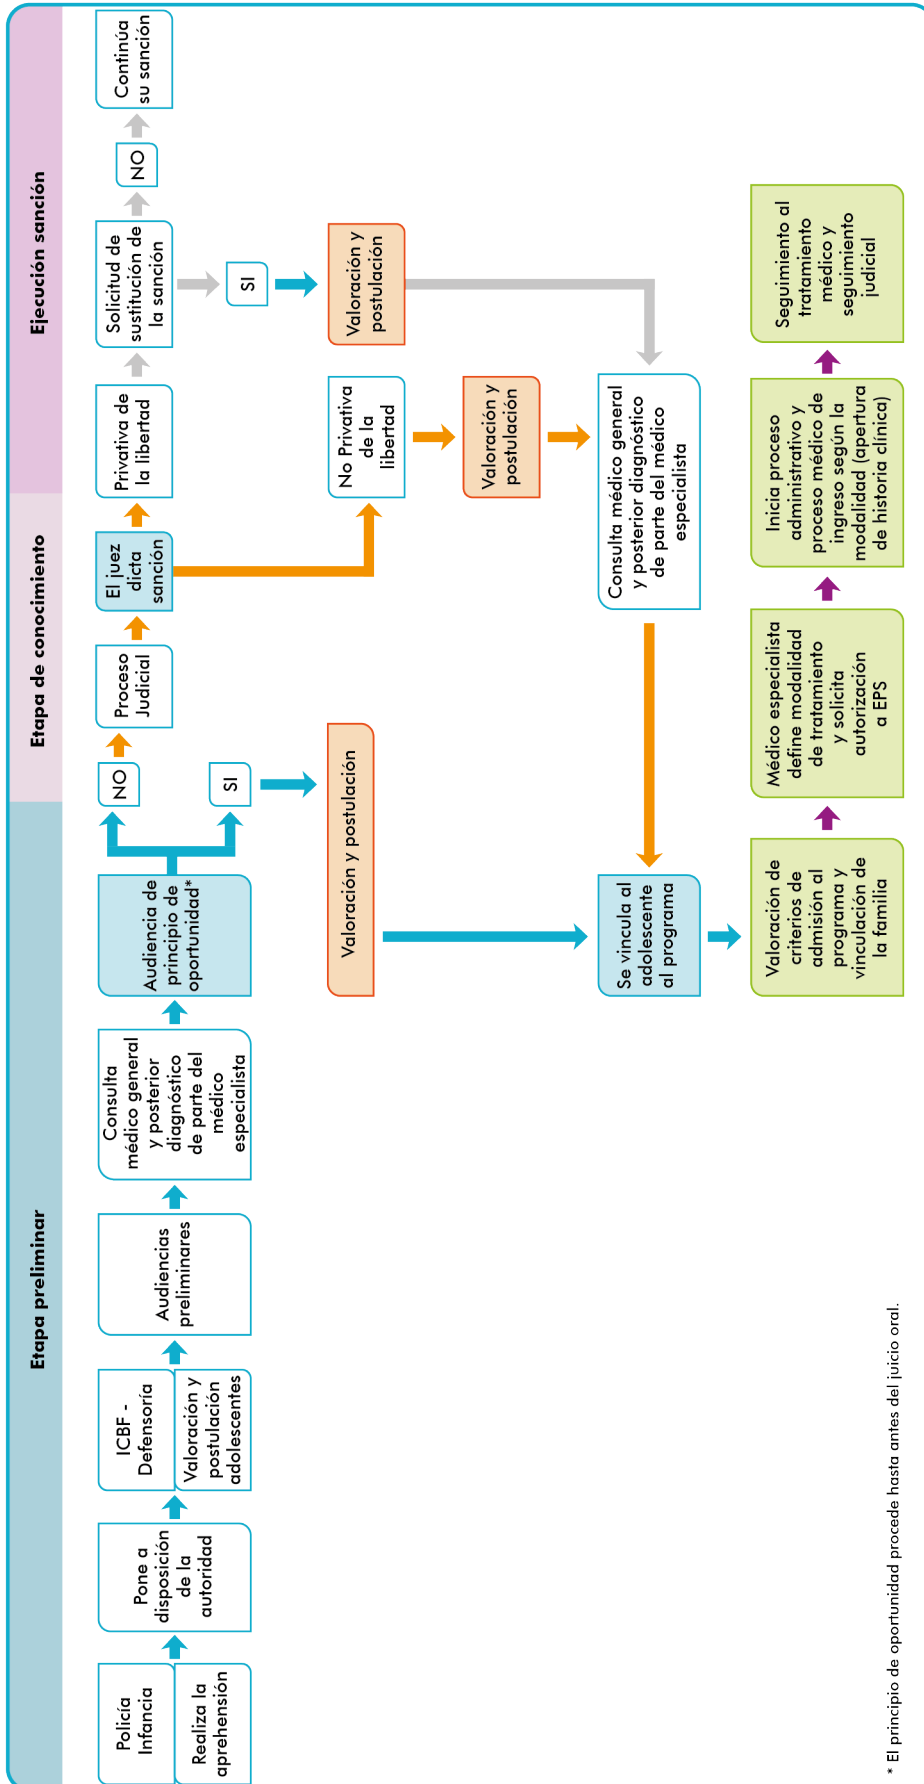 Etapa preliminar
Etapa de conocimiento
Ejecución sanción
Policía
Infancia
Realiza la
aprehensión
Pone a
disposición
de la
autoridad
ICBF -
Defensoría
Valoración y
postulación
adolescentes
Audiencias
preliminares
Consulta
médico general
y posterior
diagnóstico
de parte del
médico
especialista
Audiencia de
principio de
oportunidad*
NO
SI
Proceso
Judicial
El juez
dicta
sanción
Privativa de
la libertad
Solicitud de
sustitución de
la sanción
NO
Continúa
su sanción
SI
Valoración y postulación
No Privativa
de la
libertad
Valoración y
postulación
Valoración y
postulación
Consulta médico general
y posterior diagnóstico
de parte del médico
especialista
Se vincula al
adolescente
al programa
Valoración de
criterios de
admisión al
programa y
vinculación de
la familia
Médico especialista
define modalidad
de tratamiento
y solicita
autorización
a EPS
Inicia proceso
administrativo y
proceso médico de
ingreso según la
modalidad (apertura
de historia clínica)
Seguimiento al
tratamiento
médico y
seguimiento
judicial
* El principio de oportunidad procede hasta antes del juicio oral.